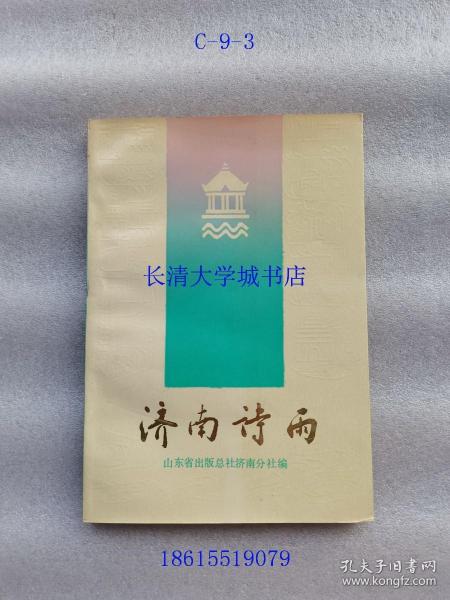 C-9-3
长清大学城书店
济南诗雨
山东省出版总社济南分社编
18615519079
孔夫子旧书网
www.kongfz.com